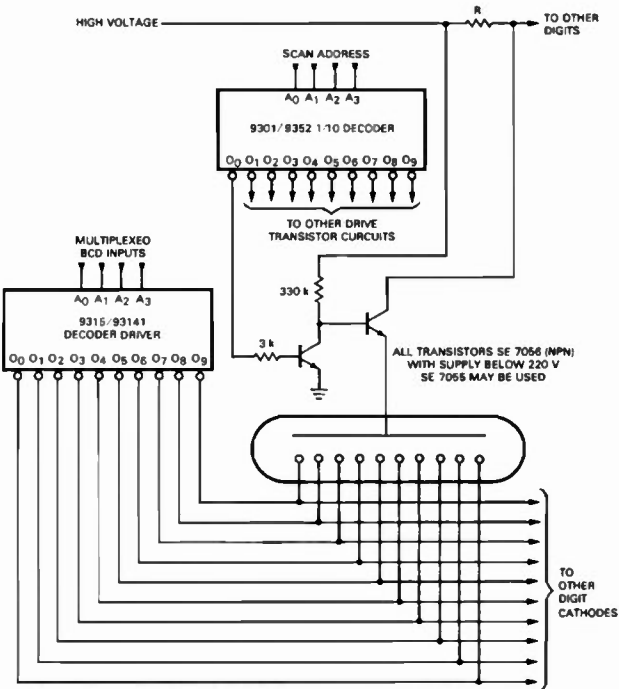 R
HIGH VOLTAGE
TO OTHER
DIGITS
SCAN ADDRESS
A0 A1 A2 A3
9301/9352 1-10 DECODER
O0 O1 O2 O3 O4 O5 O6 O7 O8 O9
TO OTHER DRIVE
TRANSISTOR CURCUITS
MULTIPLEXEO
BCD INPUTS
A0 A1 A2 A3
9315/93141
DECODER DRIVER
O0 O1 O2 O3 O4 O5 O6 O7 O8 O9
330 k
3 k
ALL TRANSISTORS SE 7056 (NPN)
WITH SUPPLY BELOW 220 V
SE 7055 MAY BE USED
TO
OTHER
DIGIT
CATHODES